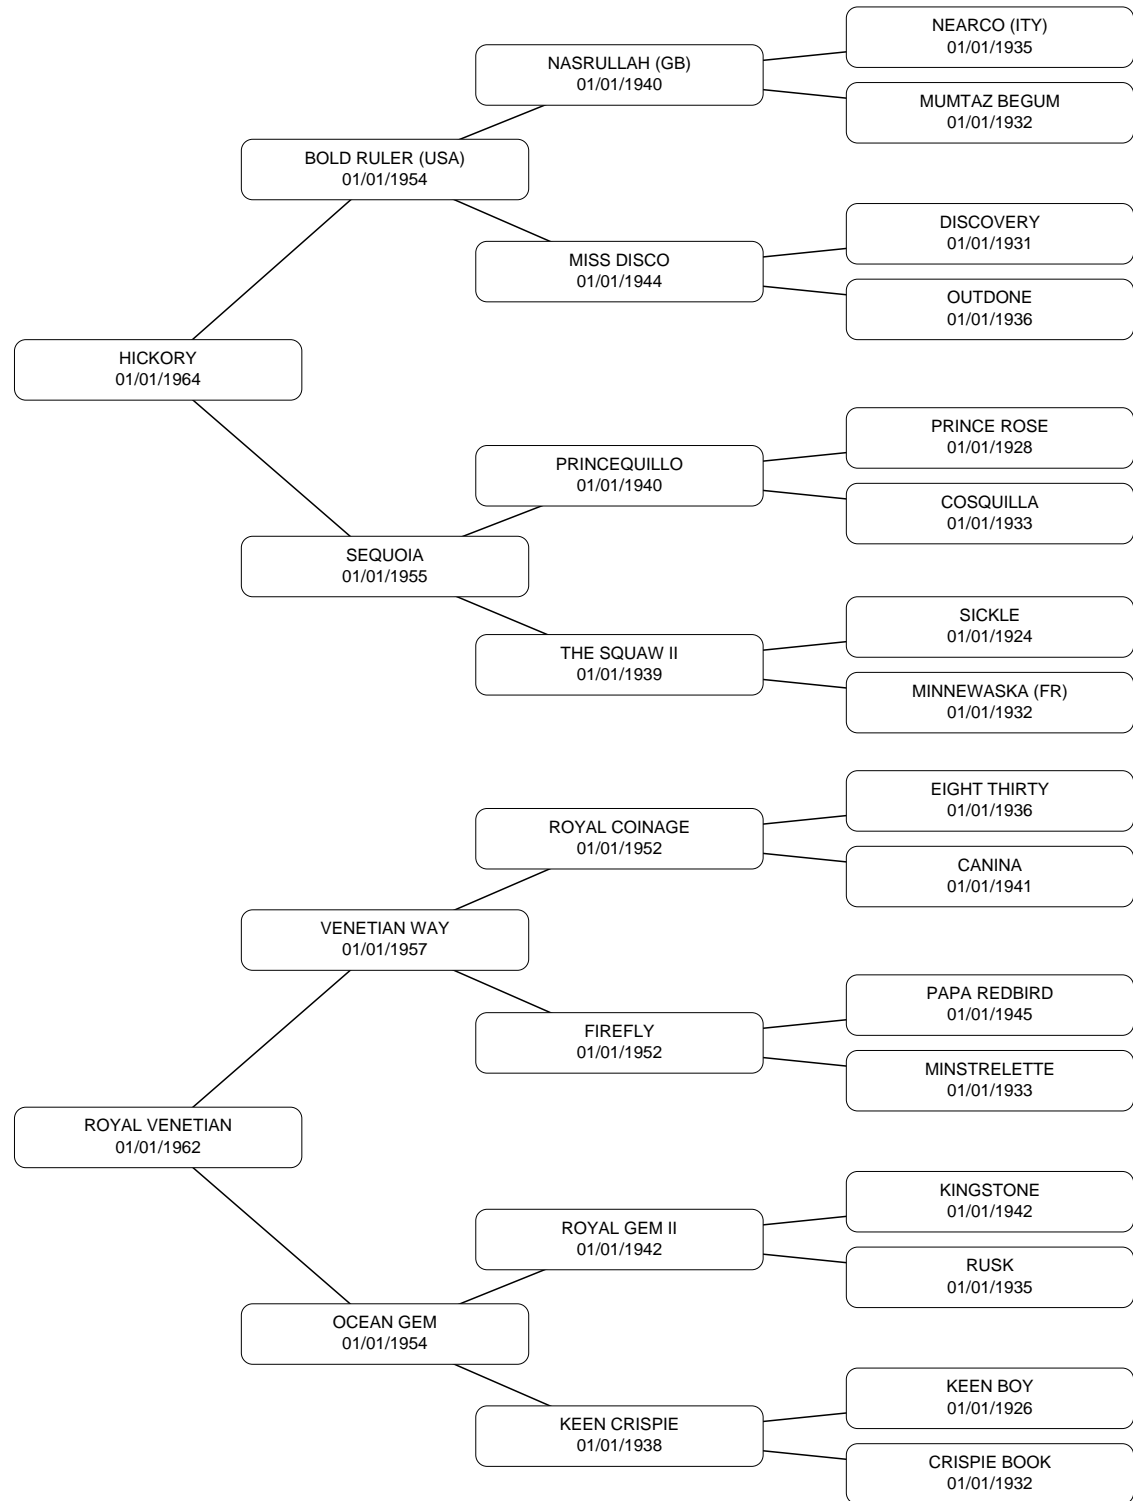 NEARCO (ITY)
01/01/1935
NASRULLAH (GB)
01/01/1940
MUMTAZ BEGUM
01/01/1932
BOLD RULER (USA)
01/01/1954
DISCOVERY
01/01/1931
MISS DISCO
01/01/1944
OUTDONE
01/01/1936
HICKORY
01/01/1964
PRINCE ROSE
01/01/1928
PRINCEQUILLO
01/01/1940
COSQUILLA
01/01/1933
SEQUOIA
01/01/1955
SICKLE
01/01/1924
THE SQUAW II
01/01/1939
MINNEWASKA (FR)
01/01/1932
EIGHT THIRTY
01/01/1936
ROYAL COINAGE
01/01/1952
CANINA
01/01/1941
VENETIAN WAY
01/01/1957
PAPA REDBIRD
01/01/1945
FIREFLY
01/01/1952
MINSTRELETTE
01/01/1933
ROYAL VENETIAN
01/01/1962
KINGSTONE
01/01/1942
ROYAL GEM II
01/01/1942
RUSK
01/01/1935
OCEAN GEM
01/01/1954
KEEN BOY
01/01/1926
KEEN CRISPIE
01/01/1938
CRISPIE BOOK
01/01/1932